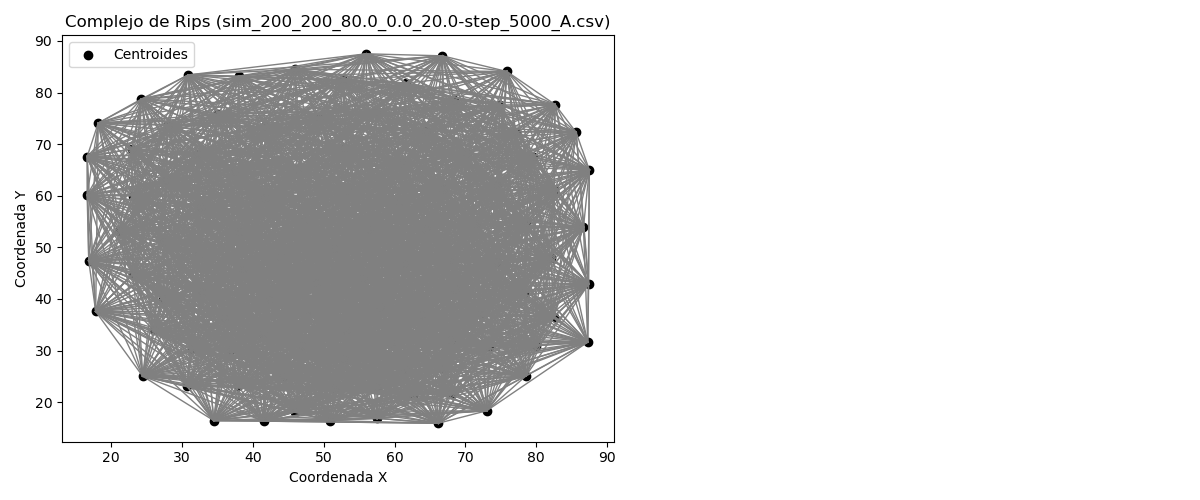 Complejo de Rips (sim_200_200_80.0_0.0_20.0-step_5000_A.csv)
Centroides
90
80
70
60
50
40
30
20
Coordenada Y
20 30 40 50 60 70 80 90
Coordenada X